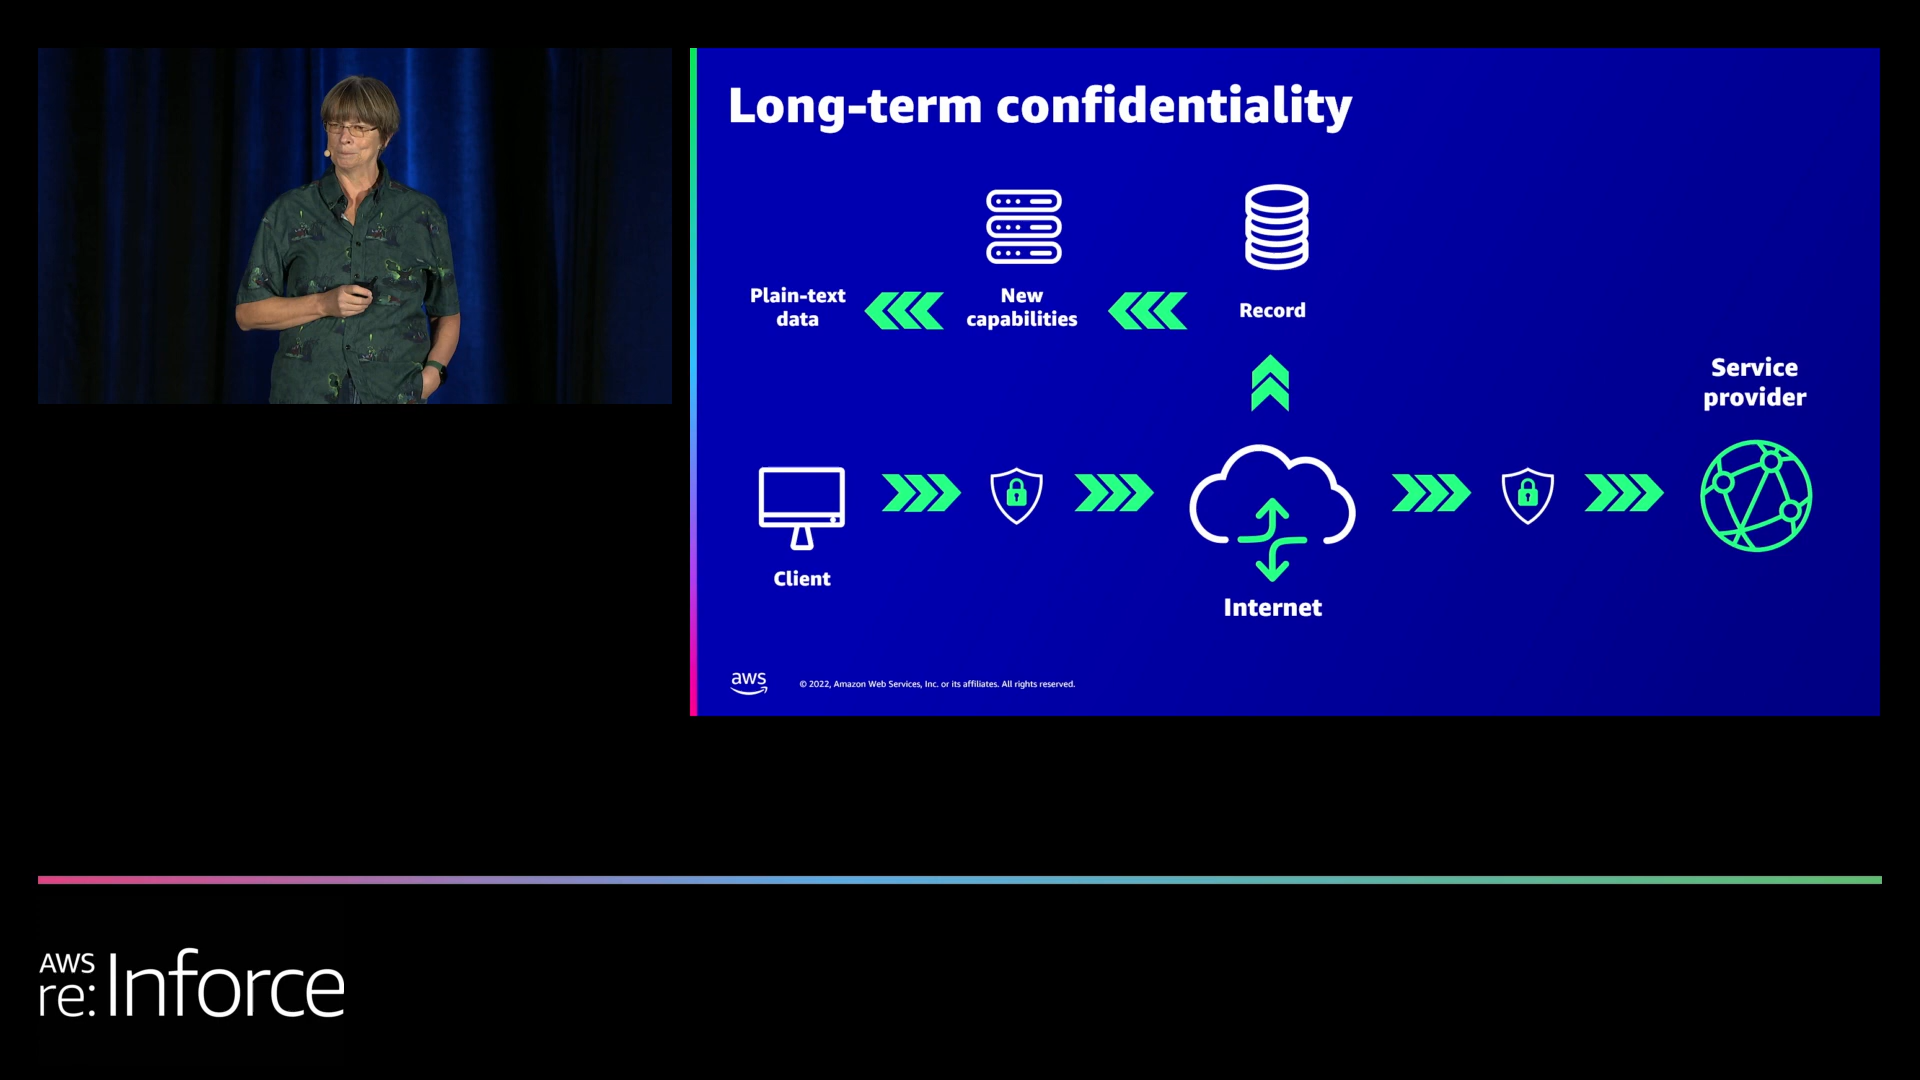 Long-term confidentiality
Plain-text
data
New
capabilities
Record
Service
provider
Client
Internet
aws
© 2022, Amazon Web Services, Inc. or its affiliates. All rights reserved.
AWS
re:Inforce